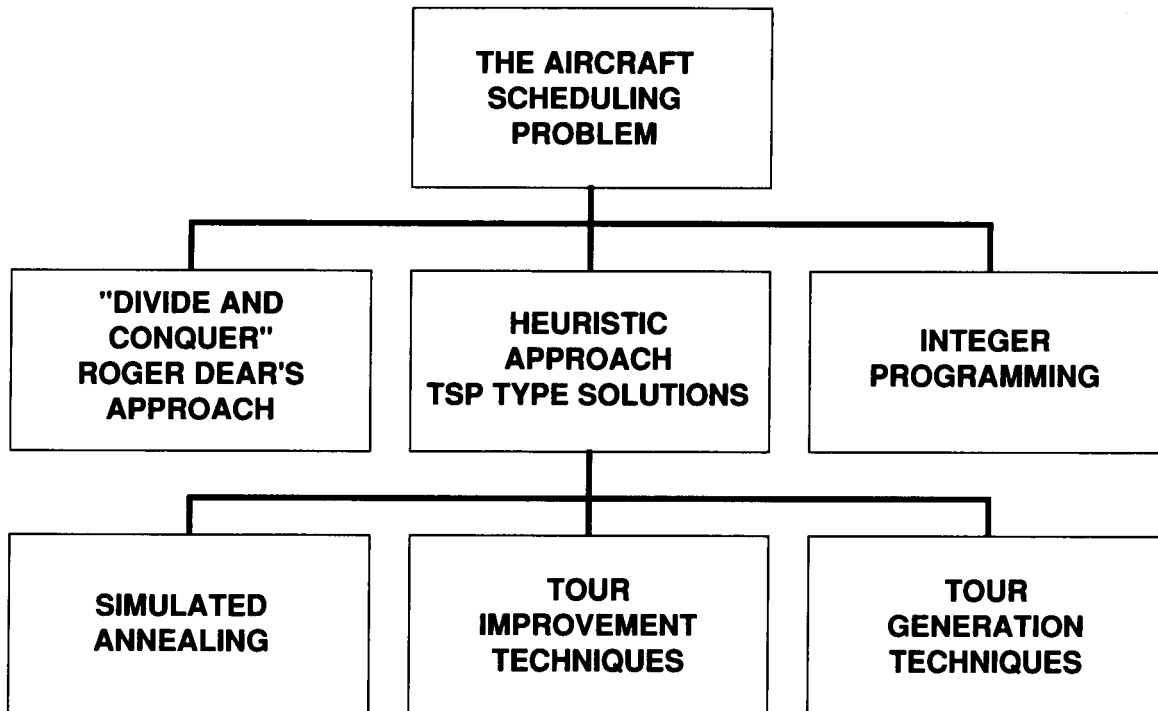 THE AIRCRAFT
SCHEDULING
PROBLEM
"DIVIDE AND
CONQUER"
ROGER DEAR'S
APPROACH
HEURISTIC
APPROACH
TSP TYPE SOLUTIONS
INTEGER
PROGRAMMING
SIMULATED
ANNEALING
TOUR
IMPROVEMENT
TECHNIQUES
TOUR
GENERATION
TECHNIQUES